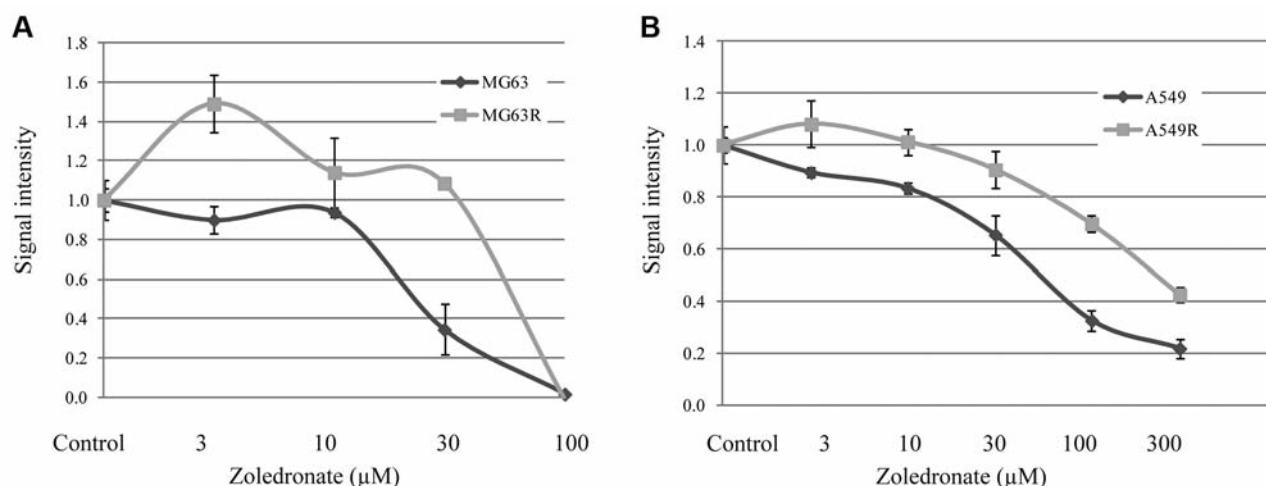 A
1.8
1.6
1.4
1.2
1.0
0.8
0.6
0.4
0.2
0.0
Signal intensity
MG63
MG63R
Control 3 10 30 100
Zoledronate (µM)
B
1.4
1.2
1.0
0.8
0.6
0.4
0.2
0.0
Signal intensity
A549
A549R
Control 3 10 30 100 300
Zoledronate (µM)